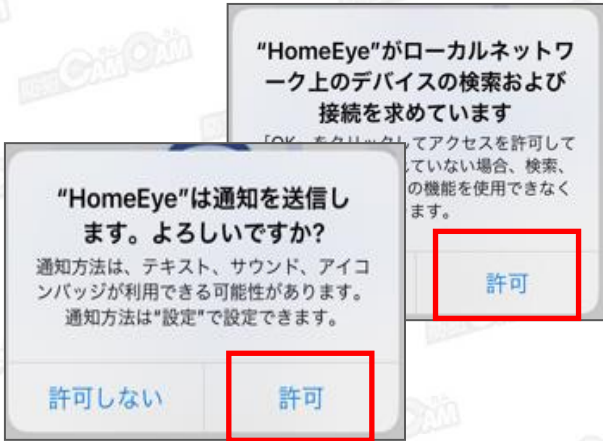 “HomeEye”がローカルネットワ
ーク上のデバイスの検索および
接続を求めています
してアクセスを許可して
ていない場合、検索、
の機能を使用できなく
ます。
許可
“HomeEye”は通知を送信し
ます。よろしいですか?
通知方法は、テキスト、サウンド、アイコ
ンバッジが利用できる可能性があります。
通知方法は"設定"で設定できます。
許可しない
許可